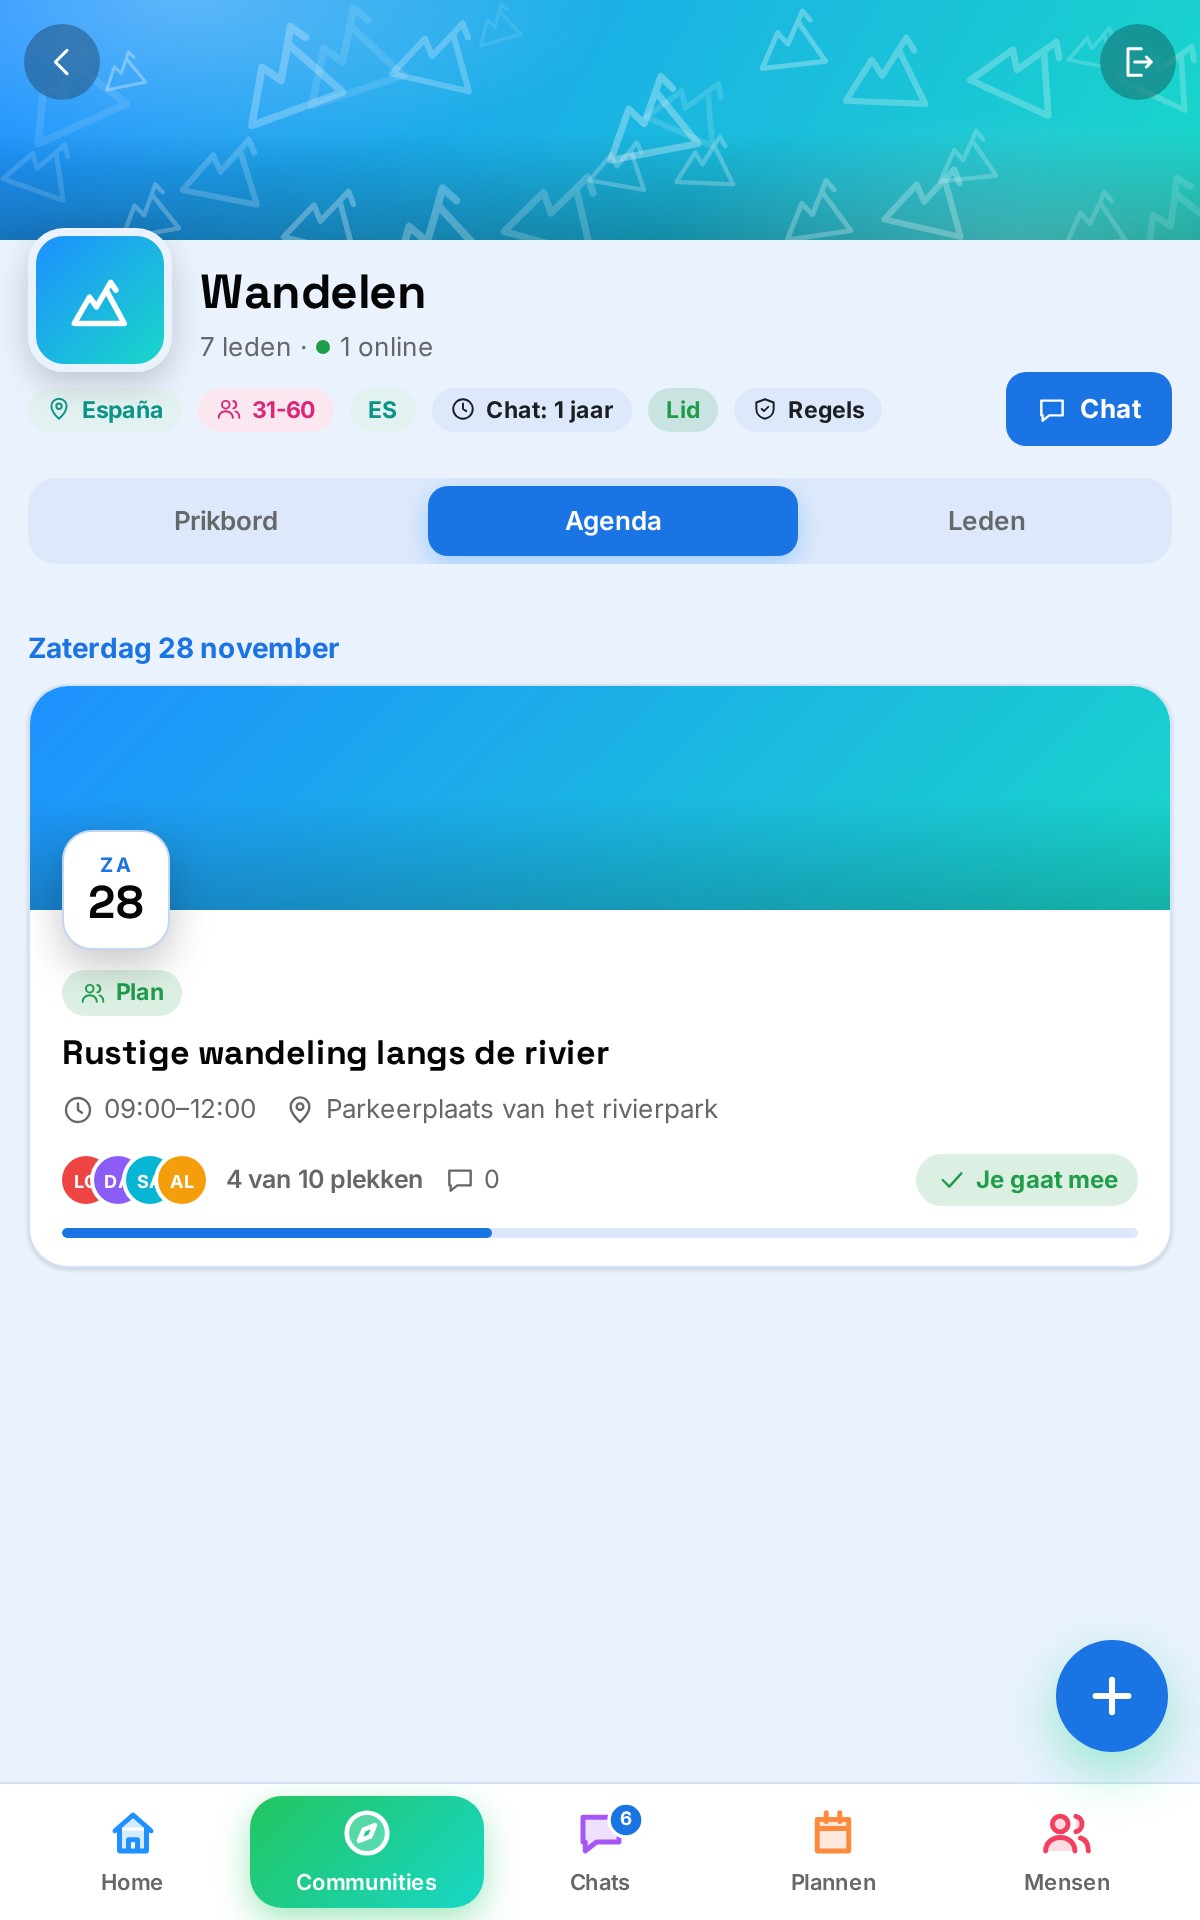 Wandelen
7 leden · 1 online
España
31-60
ES
Chat: 1 jaar
Lid
Regels
Chat
Prikbord
Agenda
Leden
Zaterdag 28 november
ZA
28
Plan
Rustige wandeling langs de rivier
09:00–12:00
Parkeerplaats van het rivierpark
AL
4 van 10 plekken
0
Je gaat mee
6
Home
Communities
Chats
Plannen
Mensen